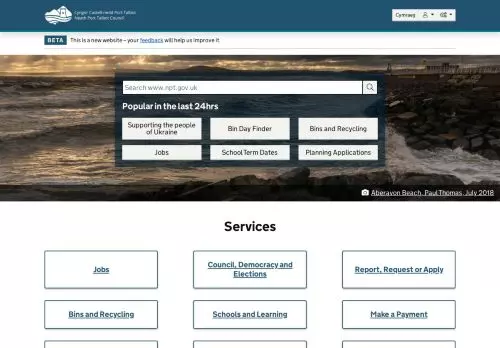 Cyngor Castell-nedd Port Talbot
Neath Port Talbot Council
Cymraeg
BETA This is a new website – your feedback will help us improve it.
Search www.npt.gov.uk
Popular in the last 24hrs
Supporting the people of Ukraine
Bin Day Finder
Bins and Recycling
Jobs
School Term Dates
Planning Applications
Aberavon Beach, Paul Thomas, July 2018
Services
Jobs
Council, Democracy and Elections
Report, Request or Apply
Bins and Recycling
Schools and Learning
Make a Payment